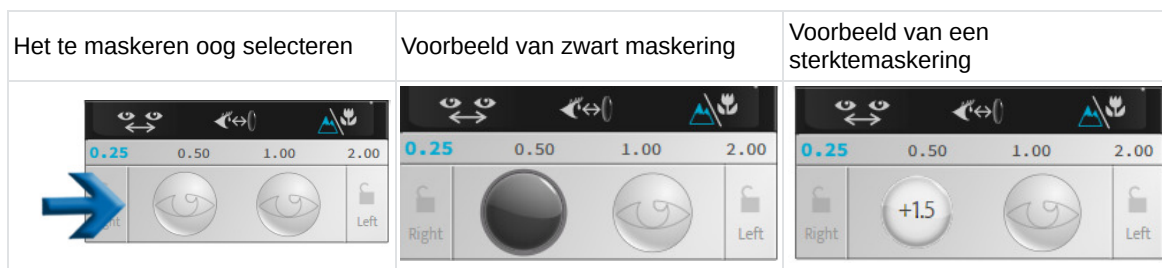 Het te maskeren oog selecteren
Voorbeeld van zwart maskering
Voorbeeld van een
sterktemaskering
0.25 0.50 1.00 2.00
Right Left
0.25 0.50 1.00 2.00
Right Left
0.25 0.50 1.00 2.00
Right +1.5 Left